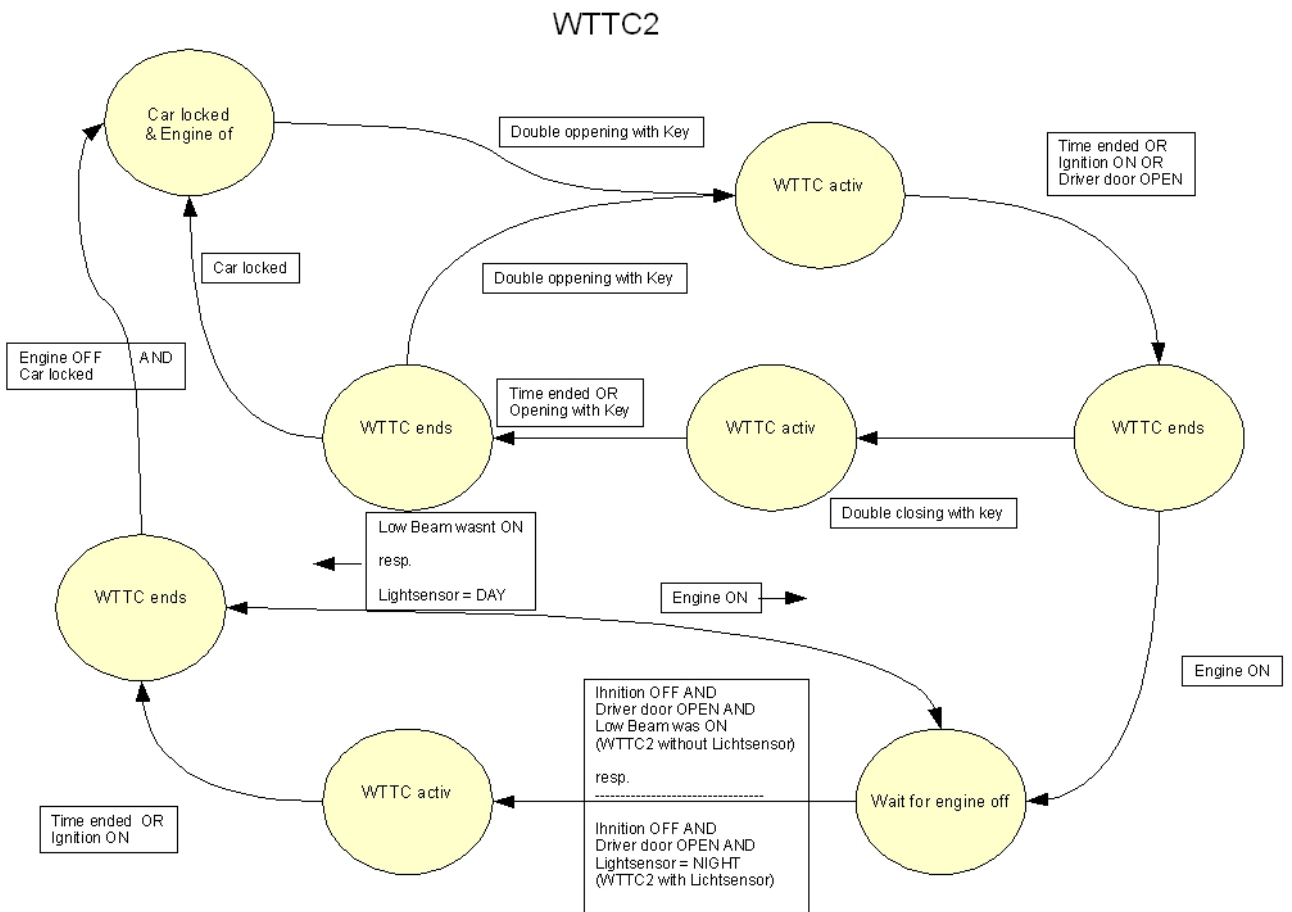 WTTC2
Car locked
& Engine of
Double oppening with Key
WTTC activ
Time ended OR
Ignition ON OR
Driver door OPEN
Car locked
Double oppening with Key
Engine OFF AND
Car locked
WTTC ends
Time ended OR
Opening with Key
WTTC activ
WTTC ends
Double closing with key
Low Beam wasnt ON
resp.
Lightsensor = DAY
WTTC ends
Engine ON
Engine ON
Ihnition OFF AND
Driver door OPEN AND
Low Beam was ON
(WTTC2 without Lichtsensor)
resp.
--------------------------------
Ihnition OFF AND
Driver door OPEN AND
Lightsensor = NIGHT
(WTTC2 with Lichtsensor)
WTTC activ
Wait for engine off
Time ended OR
Ignition ON